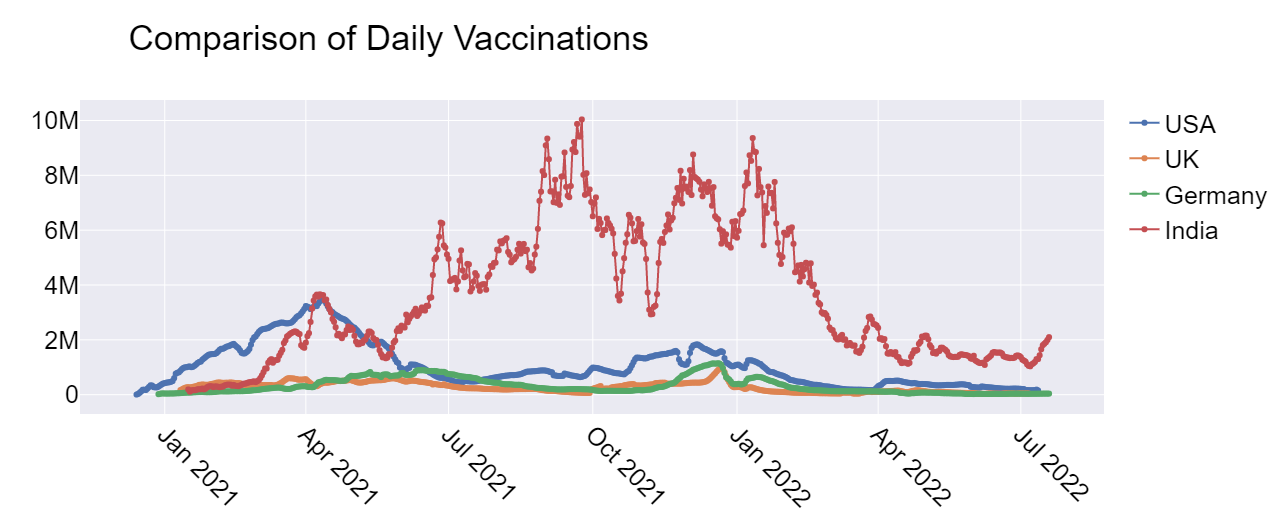 Comparison of Daily Vaccinations
10M
8M
6M
4M
2M
0
Jan 2021
Apr 2021
Jul 2021
Oct 2021
Jan 2022
Apr 2022
Jul 2022
USA
UK
Germany
India